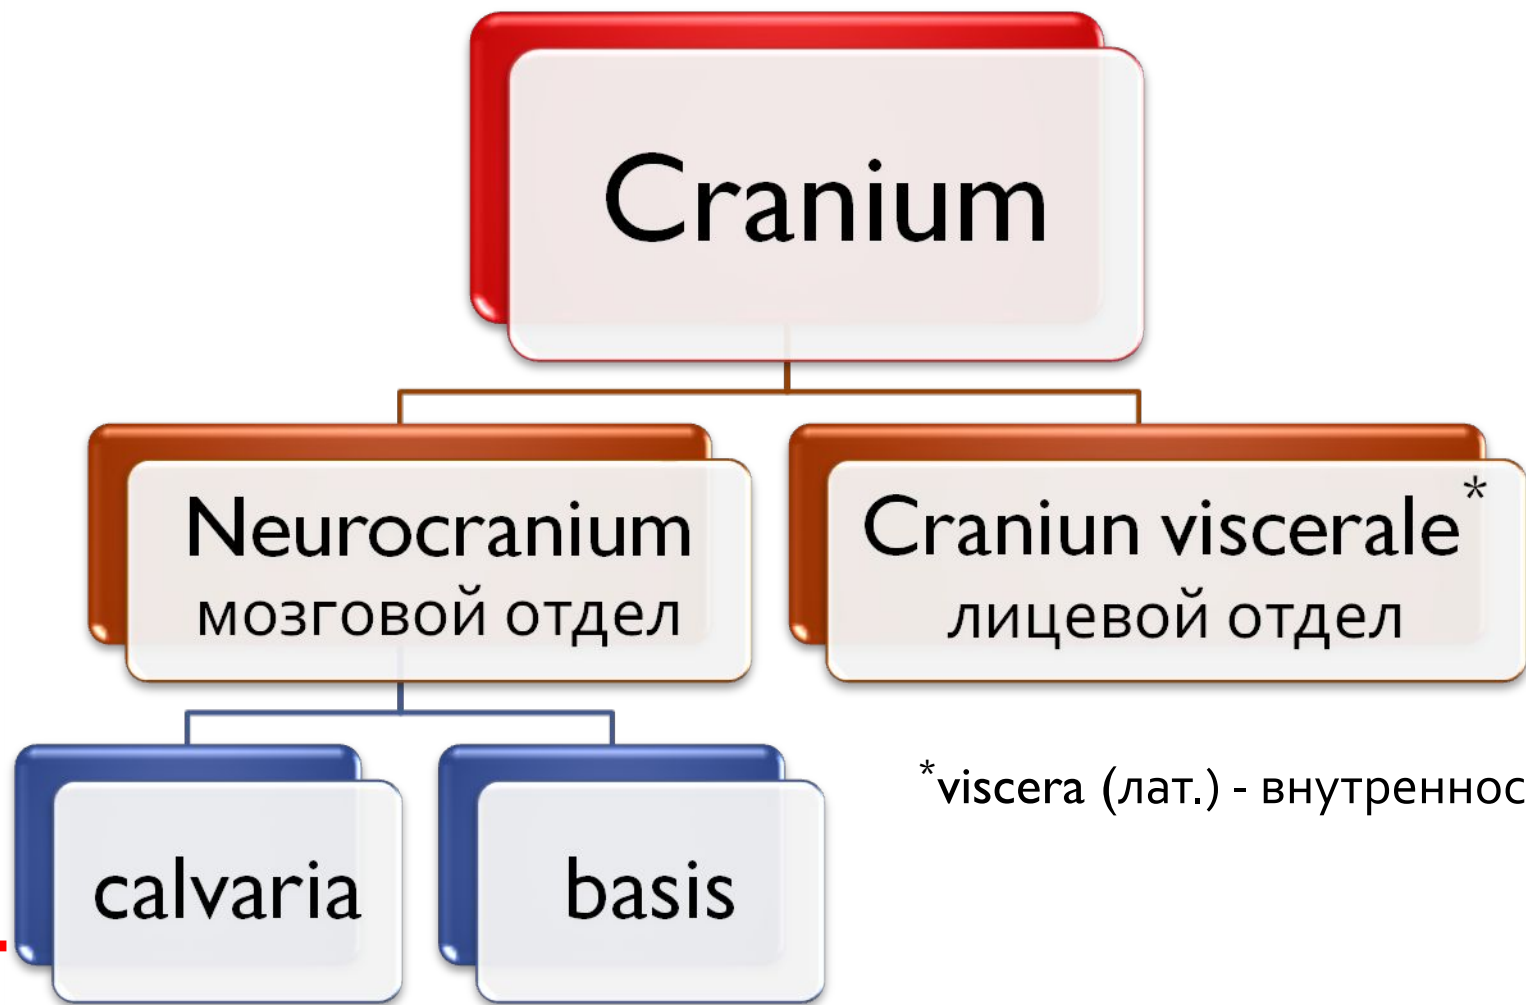 Cranium
Neurocranium
мозговой отдел
Craniun viscerale*
лицевой отдел
*viscera (лат.) - внутреннос
calvaria
basis